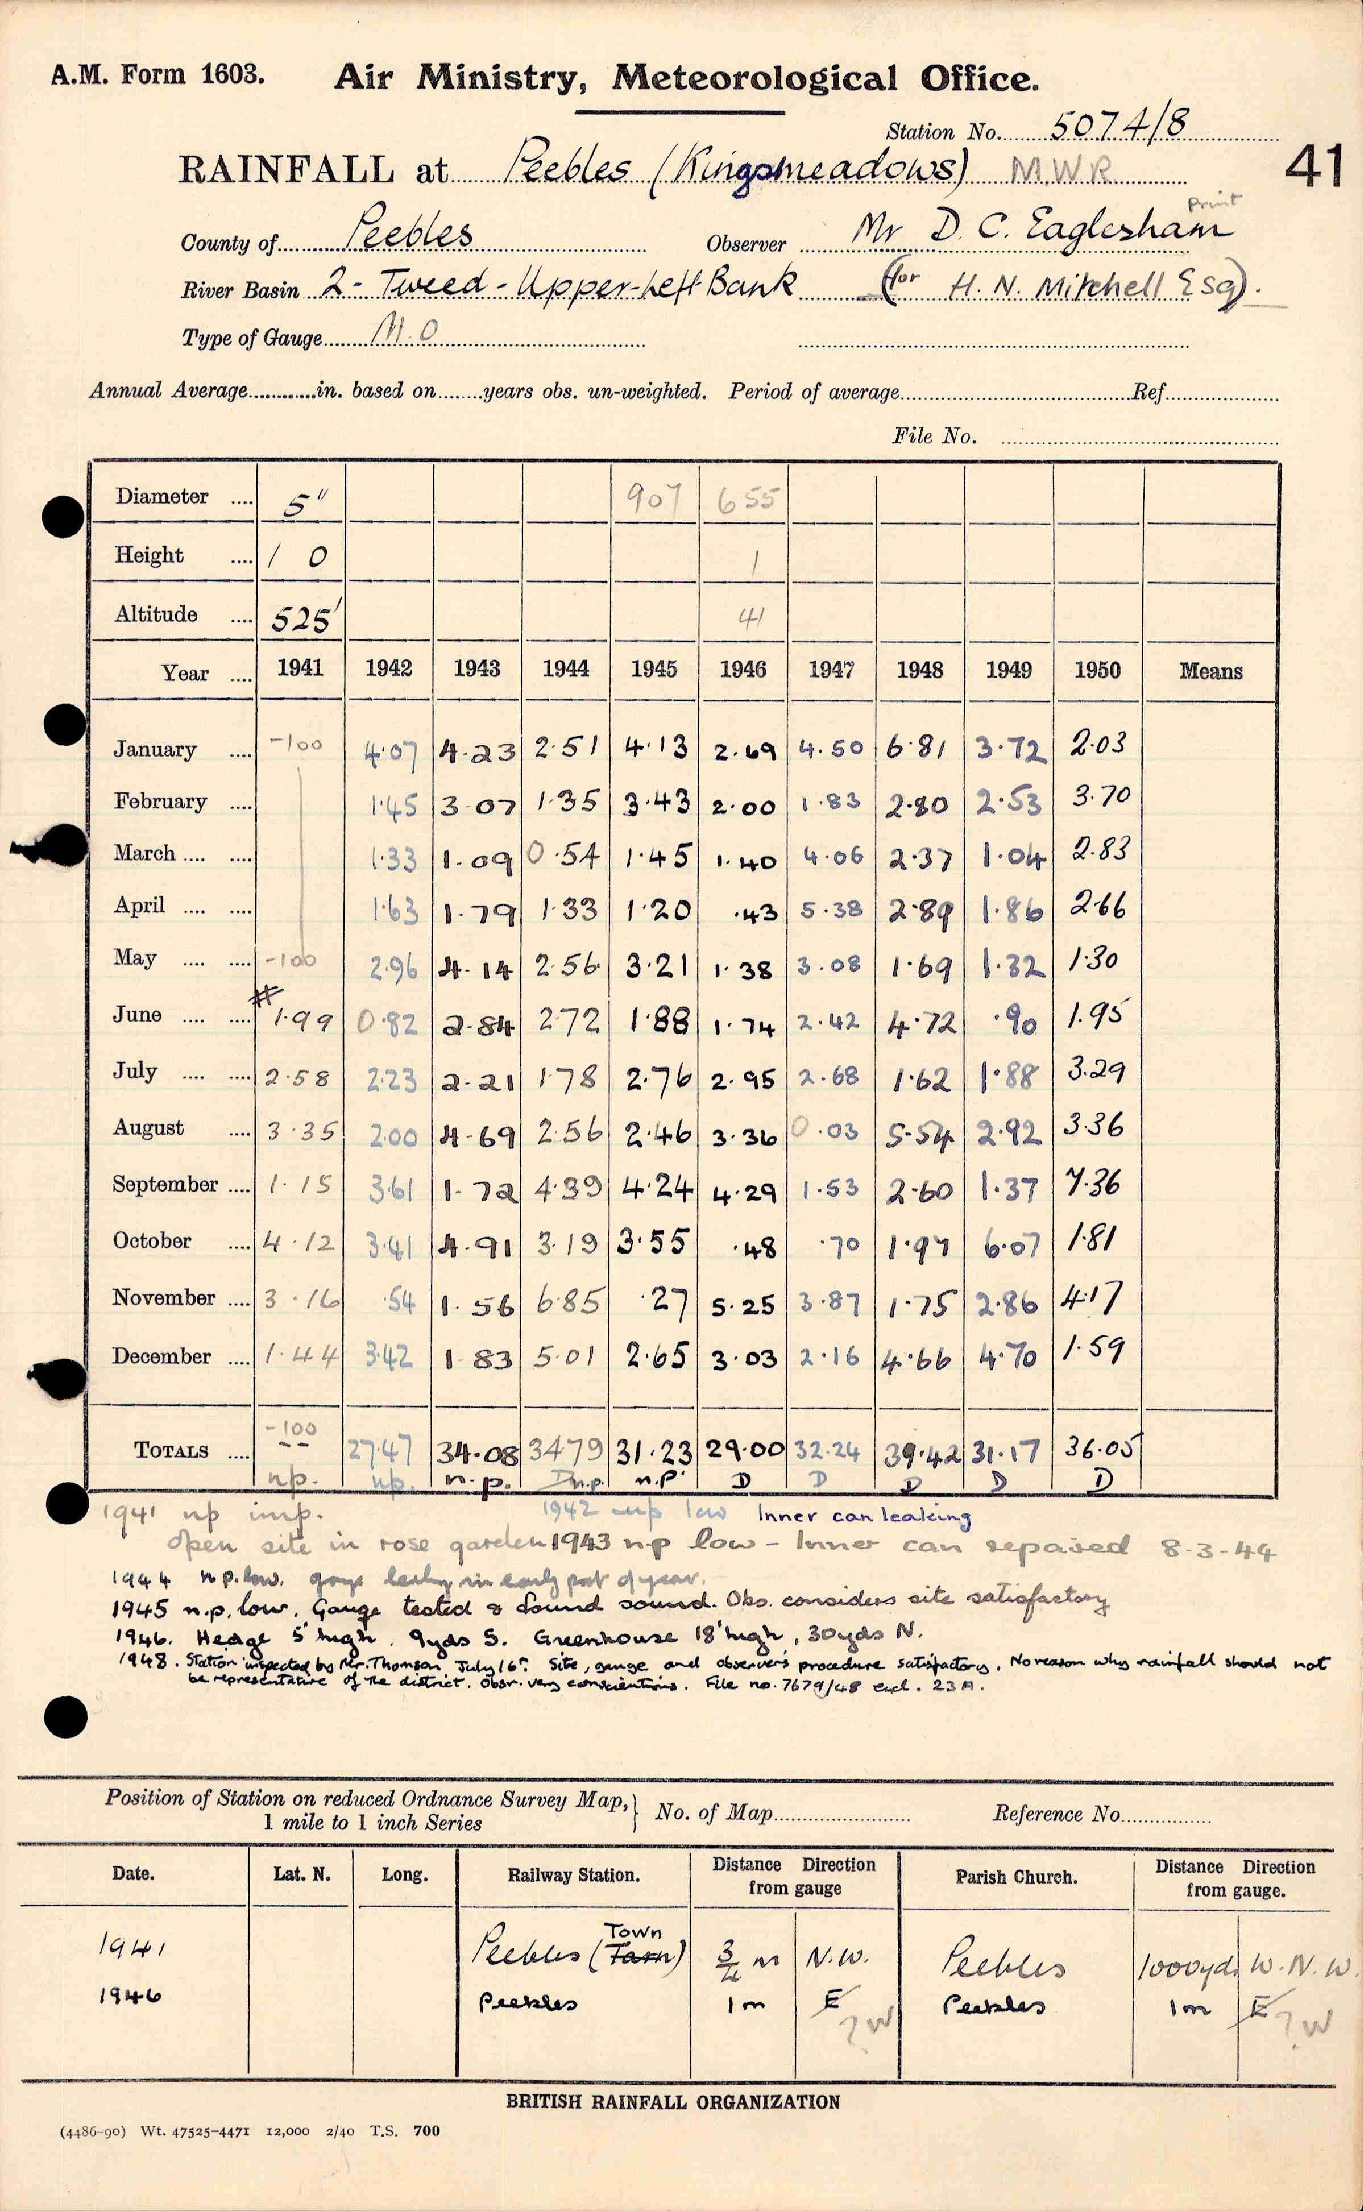 A.M. Form 1603. Air Ministry, Meteorological Office.
Station No. 5074/8
RAINFALL at Peebles (Kingsmeadows) M.W.R. 41
County of Peebles Observer Mr D. C. Eaglesham print
River Basin 2 - Tweed - Upper-Left Bank (for H. N. Mitchell Esq).
Type of Gauge M.O
Annual Average in. based on years obs. un-weighted. Period of average Ref
File No.
Diameter 5" 907 655
Height 1 0 1
Altitude 525' 41
Year 1941 1942 1943 1944 1945 1946 1947 1948 1949 1950 Means
January -100 4.07 4.23 2.51 4.13 2.69 4.50 6.81 3.72 2.03
February 1.45 3 07 1.35 3.43 2.00 1.83 2.80 2.53 3.70
March 1.33 1.09 0.54 1.45 1.40 4.06 2.37 1.04 2.83
April 1.63 1.79 1.33 1.20 .43 5.38 2.89 1.86 2.66
May -100 2.96 4.14 2.56 3.21 1.38 3.08 1.69 1.32 1.30
June # 1.99 0.82 2.84 2.72 1.88 1.74 2.42 4.72 .90 1.95
July 2.58 2.23 2.21 1.78 2.76 2.95 2.68 1.62 1.88 3.29
August 3.35 2.00 4.69 2.56 2.46 3.36 0.03 5.54 2.92 3.36
September 1.15 3.61 1.72 4.39 4.24 4.29 1.53 2.60 1.37 7.36
October 4.12 3.41 4.91 3.19 3.55 .48 .70 1.97 6.07 1.81
November 3.16 .54 1.56 6.85 .27 5.25 3.87 1.75 2.86 4.17
December 1.44 3.42 1.83 5.01 2.65 3.03 2.16 4.66 4.70 1.59
TOTALS -100 -- 27.47 34.08 34.79 31.23 29.00 32.24 39.42 31.17 36.05
np. np. n.p. D n.p. n.p. D D D D D
1941 np imp. 1942 np low Inner can leaking
open site in rose garden 1943 n.p low - Inner can repaired 8-3-44
1944 n.p. low. gauge leaky in early part of year.
1945 n.p. low. Gauge tested & found sound. Obs. considers site satisfactory
1946. Hedge 5' high, 9yds S. Greenhouse 18' high, 30yds N.
1948. Station inspected by Mr. Thomson July 16th. Site, gauge and observer's procedure satisfactory. No reason why rainfall should not
be representative of the district. Obsr. very conscientious. File no. 7679/48 encl. 23A.
Position of Station on reduced Ordnance Survey Map, 1 mile to 1 inch Series } No. of Map Reference No.
Date. Lat. N. Long. Railway Station. Distance Direction from gauge Parish Church. Distance Direction from gauge.
1941 Peebles (Tarn Town) 3/4 m N.W. Peebles 1000yds W.N.W.
1946 Peebles 1 m E ?W Peebles 1m E ?W
BRITISH RAINFALL ORGANIZATION
(4486-90) Wt. 47525-4471 12,000 2/40 T.S. 700